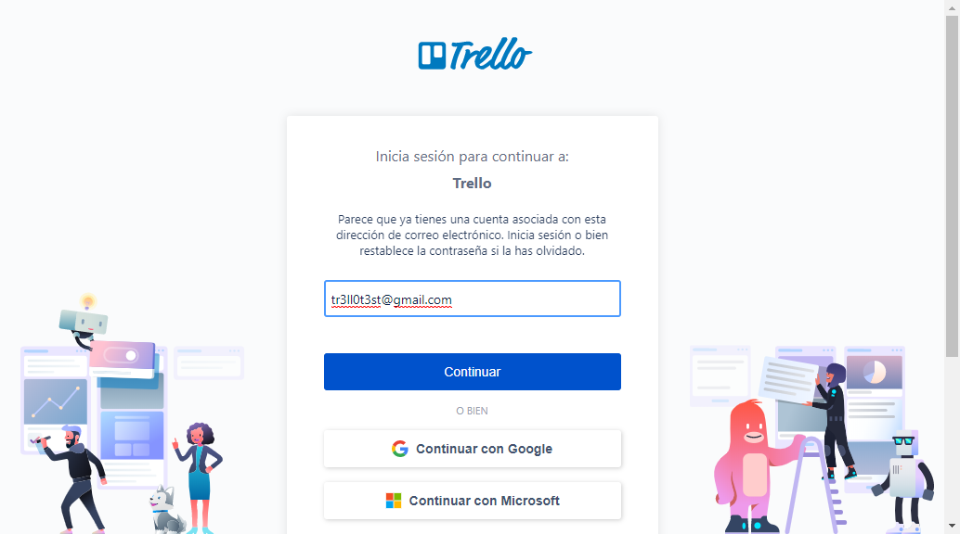 Trello
Inicia sesión para continuar a:
Trello
Parece que ya tienes una cuenta asociada con esta
dirección de correo electrónico. Inicia sesión o bien
restablece la contraseña si la has olvidado.
tr3ll0t3st@gmail.com
Continuar
O BIEN
Continuar con Google
Continuar con Microsoft